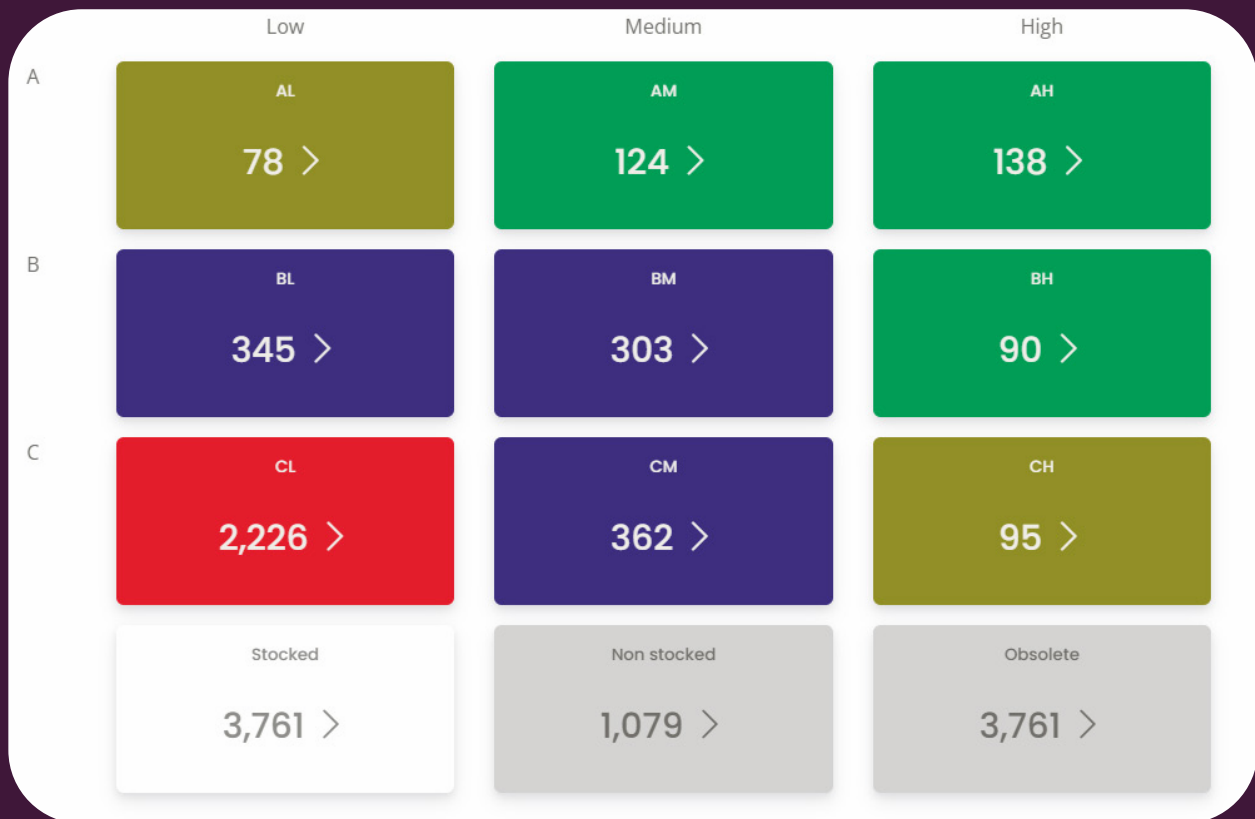 Low Medium High
A
AL AM AH
78 124 138
B
BL BM BH
345 303 90
C
CL CM CH
2,226 362 95
Stocked Non stocked Obsolete
3,761 1,079 3,761